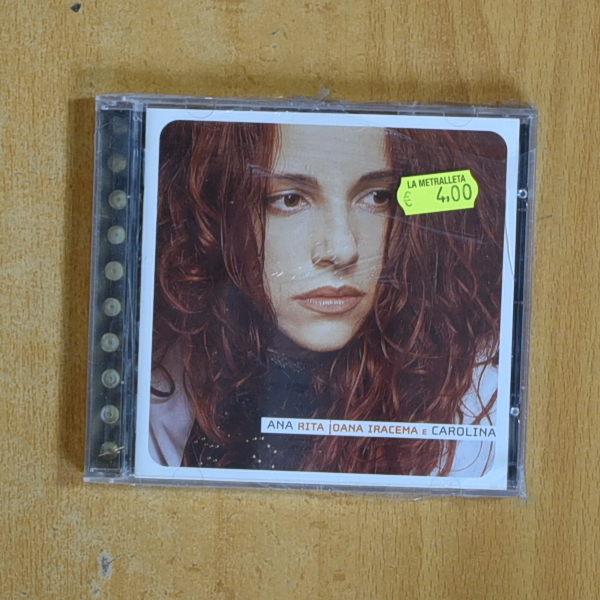 LA METRALLETA
€ 4,00
ANA RITA JOANA IRACEMA E CAROLINA